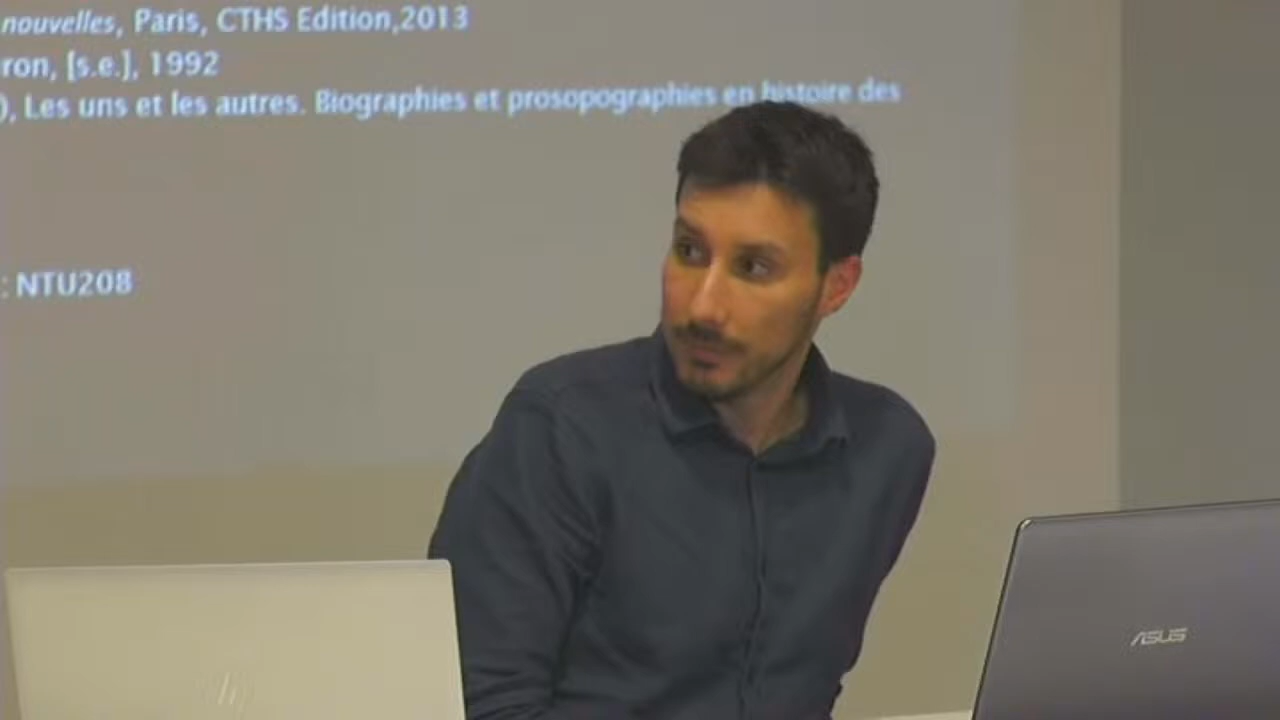 nouvelles, Paris, CTHS Edition,2013
ron, [s.e.], 1992
), Les uns et les autres. Biographies et prosopographies en histoire des
: NTU208
hp
ASUS